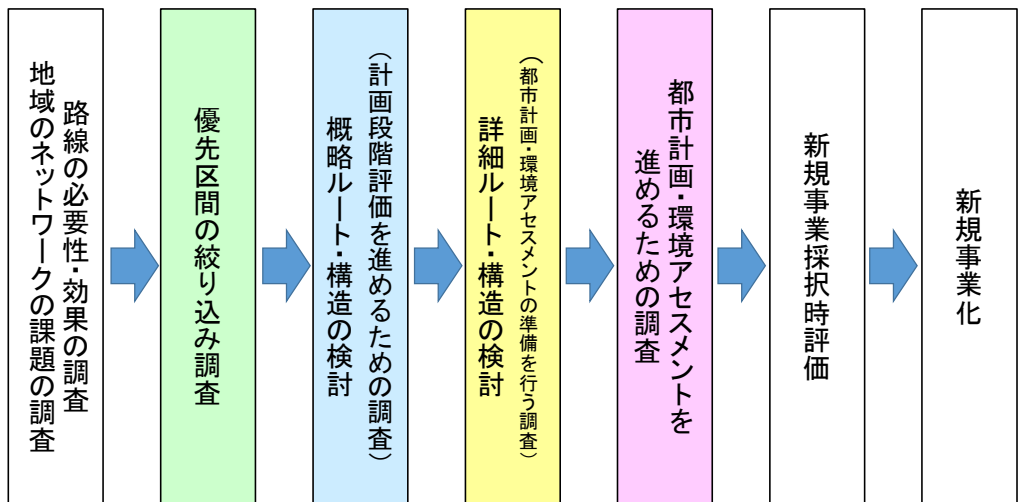 路線の必要性・効果の調査
地域のネットワークの課題の調査
優先区間の絞り込み調査
（計画段階評価を進めるための調査）
概略ルート・構造の検討
（都市計画・環境アセスメントの準備を行う調査）
詳細ルート・構造の検討
都市計画・環境アセスメントを
進めるための調査
新規事業採択時評価
新規事業化